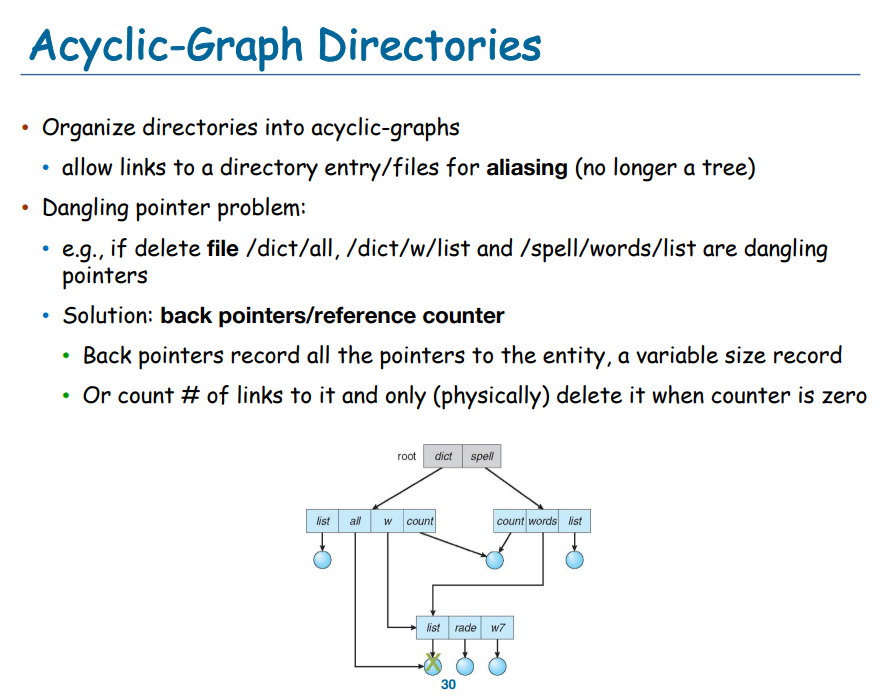 Acyclic-Graph Directories
• Organize directories into acyclic-graphs
• allow links to a directory entry/files for aliasing (no longer a tree)
• Dangling pointer problem:
• e.g., if delete file /dict/all, /dict/w/list and /spell/words/list are dangling
pointers
• Solution: back pointers/reference counter
• Back pointers record all the pointers to the entity, a variable size record
• Or count # of links to it and only (physically) delete it when counter is zero
root dict spell
list all w count count words list
list rade w7
X
30